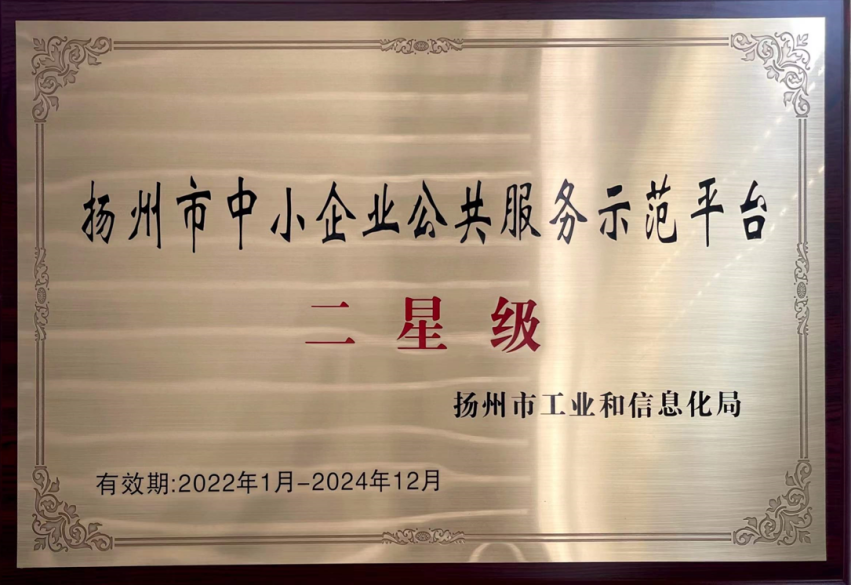 扬州市中小企业公共服务示范平台
二星级
扬州市工业和信息化局
有效期:2022年1月-2024年12月